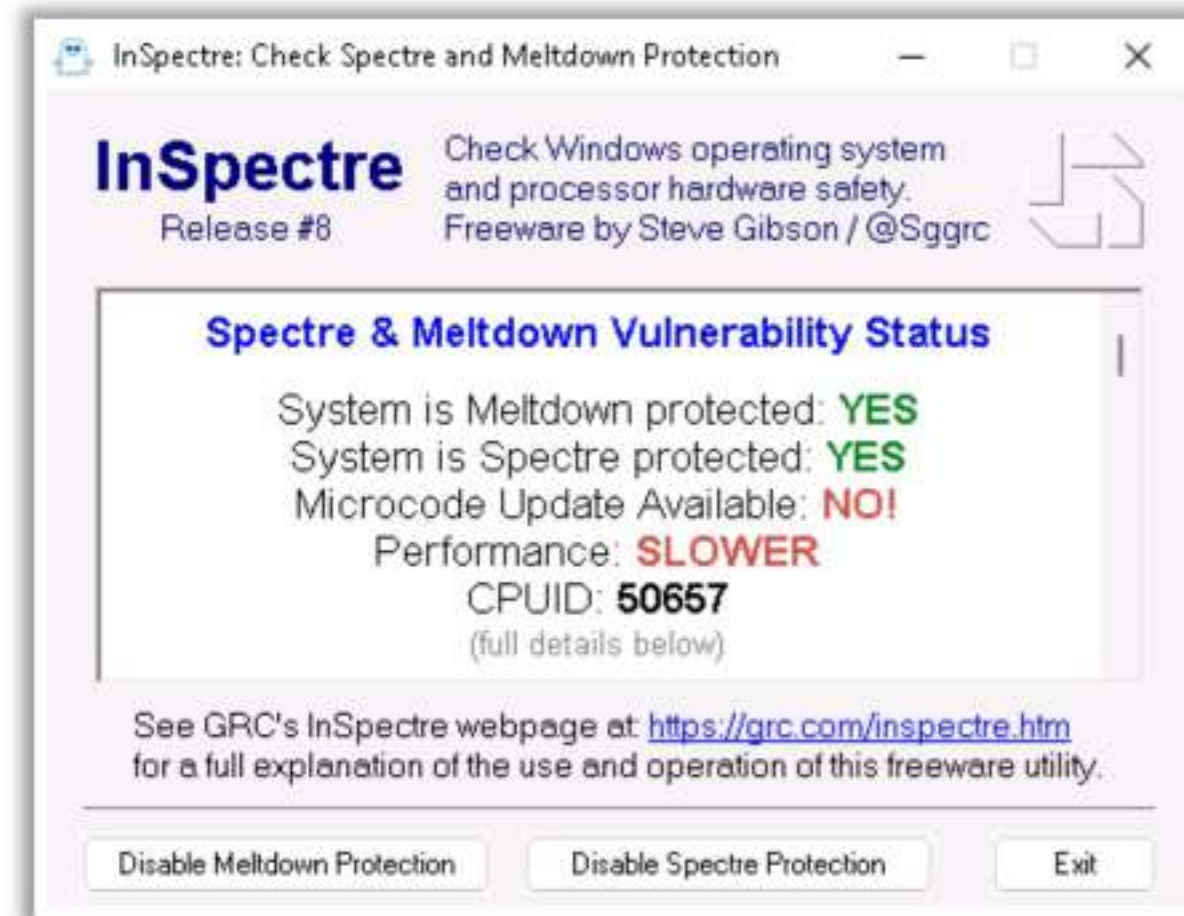 InSpectre: Check Spectre and Meltdown Protection
InSpectre
Release #8
Check Windows operating system
and processor hardware safety.
Freeware by Steve Gibson / @Sggrc
Spectre & Meltdown Vulnerability Status
System is Meltdown protected: YES
System is Spectre protected: YES
Microcode Update Available: NO!
Performance: SLOWER
CPUID: 50657
(full details below)
See GRC's InSpectre webpage at: https://grc.com/inspectre.htm
for a full explanation of the use and operation of this freeware utility.
Disable Meltdown Protection
Disable Spectre Protection
Exit